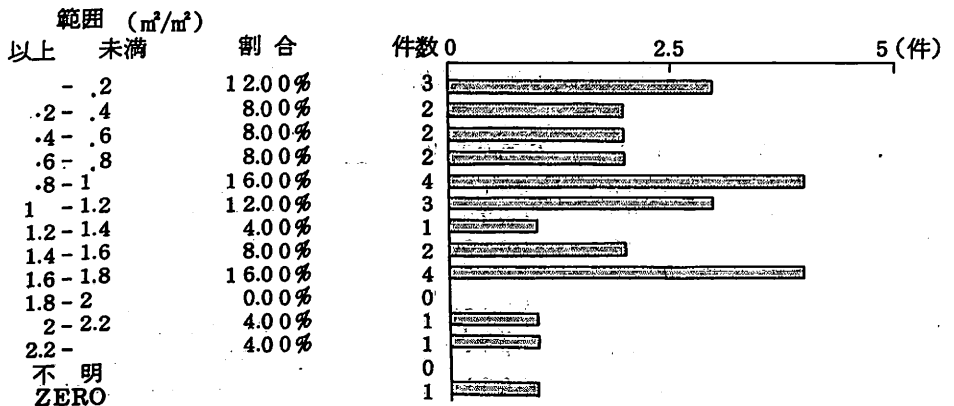 範囲 (㎡/㎡)
以上 未満 割合 件数 0 2.5 5 (件)
- .2 12.00% 3
.2 - .4 8.00% 2
.4 - .6 8.00% 2
.6 - .8 8.00% 2
.8 - 1 16.00% 4
1 - 1.2 12.00% 3
1.2 - 1.4 4.00% 1
1.4 - 1.6 8.00% 2
1.6 - 1.8 16.00% 4
1.8 - 2 0.00% 0
2 - 2.2 4.00% 1
2.2 - 4.00% 1
不明 0
ZERO 1